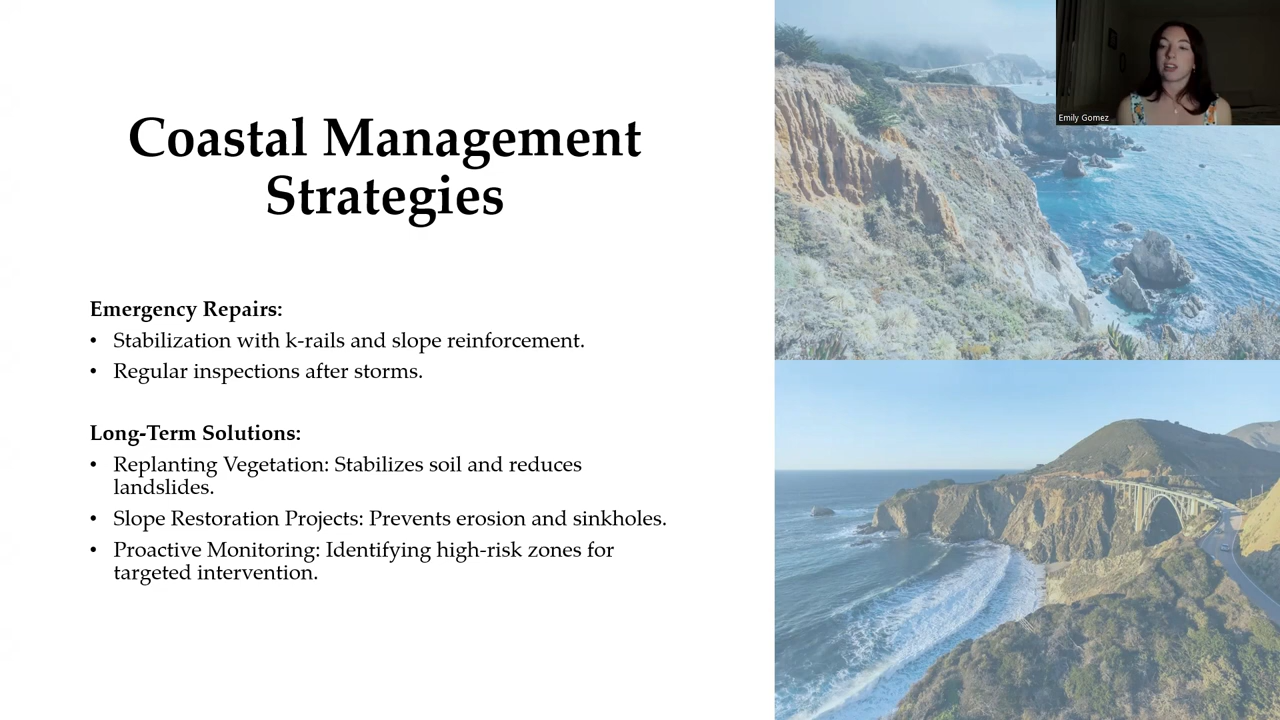 Coastal Management
Strategies
Emergency Repairs:
• Stabilization with k-rails and slope reinforcement.
• Regular inspections after storms.
Long-Term Solutions:
• Replanting Vegetation: Stabilizes soil and reduces
landslides.
• Slope Restoration Projects: Prevents erosion and sinkholes.
• Proactive Monitoring: Identifying high-risk zones for
targeted intervention.
Emily Gomez